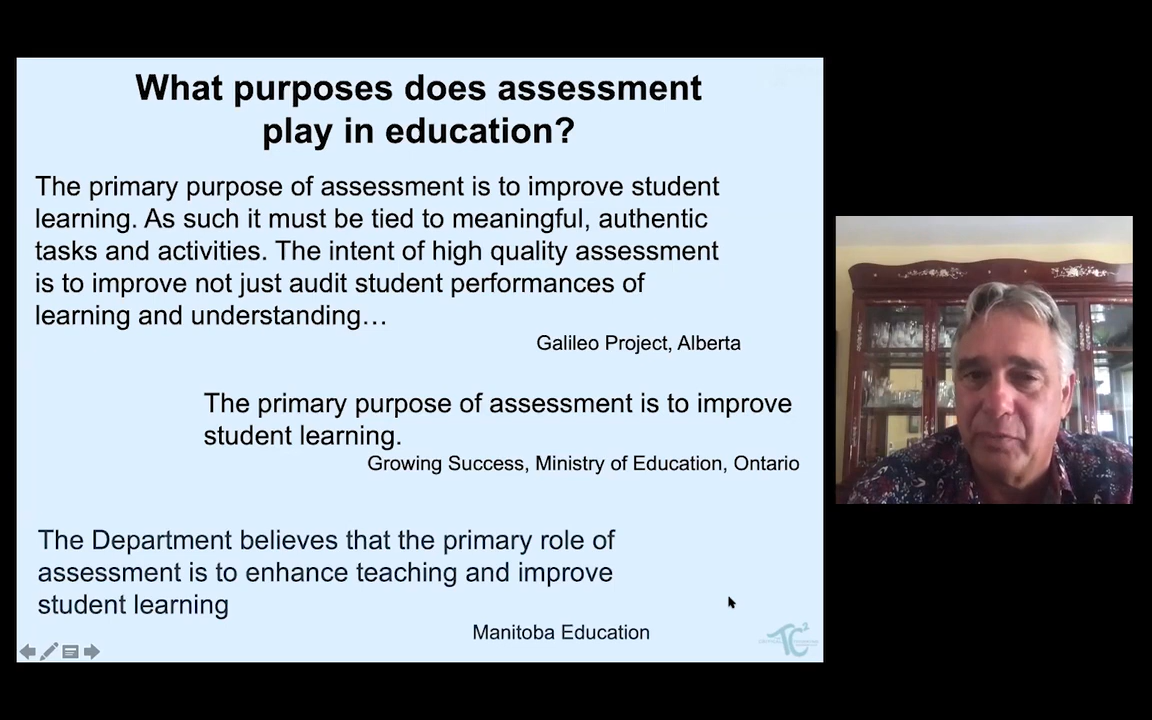 What purposes does assessment
play in education?
The primary purpose of assessment is to improve student
learning. As such it must be tied to meaningful, authentic
tasks and activities. The intent of high quality assessment
is to improve not just audit student performances of
learning and understanding…
Galileo Project, Alberta
The primary purpose of assessment is to improve
student learning.
Growing Success, Ministry of Education, Ontario
The Department believes that the primary role of
assessment is to enhance teaching and improve
student learning
Manitoba Education
TC²